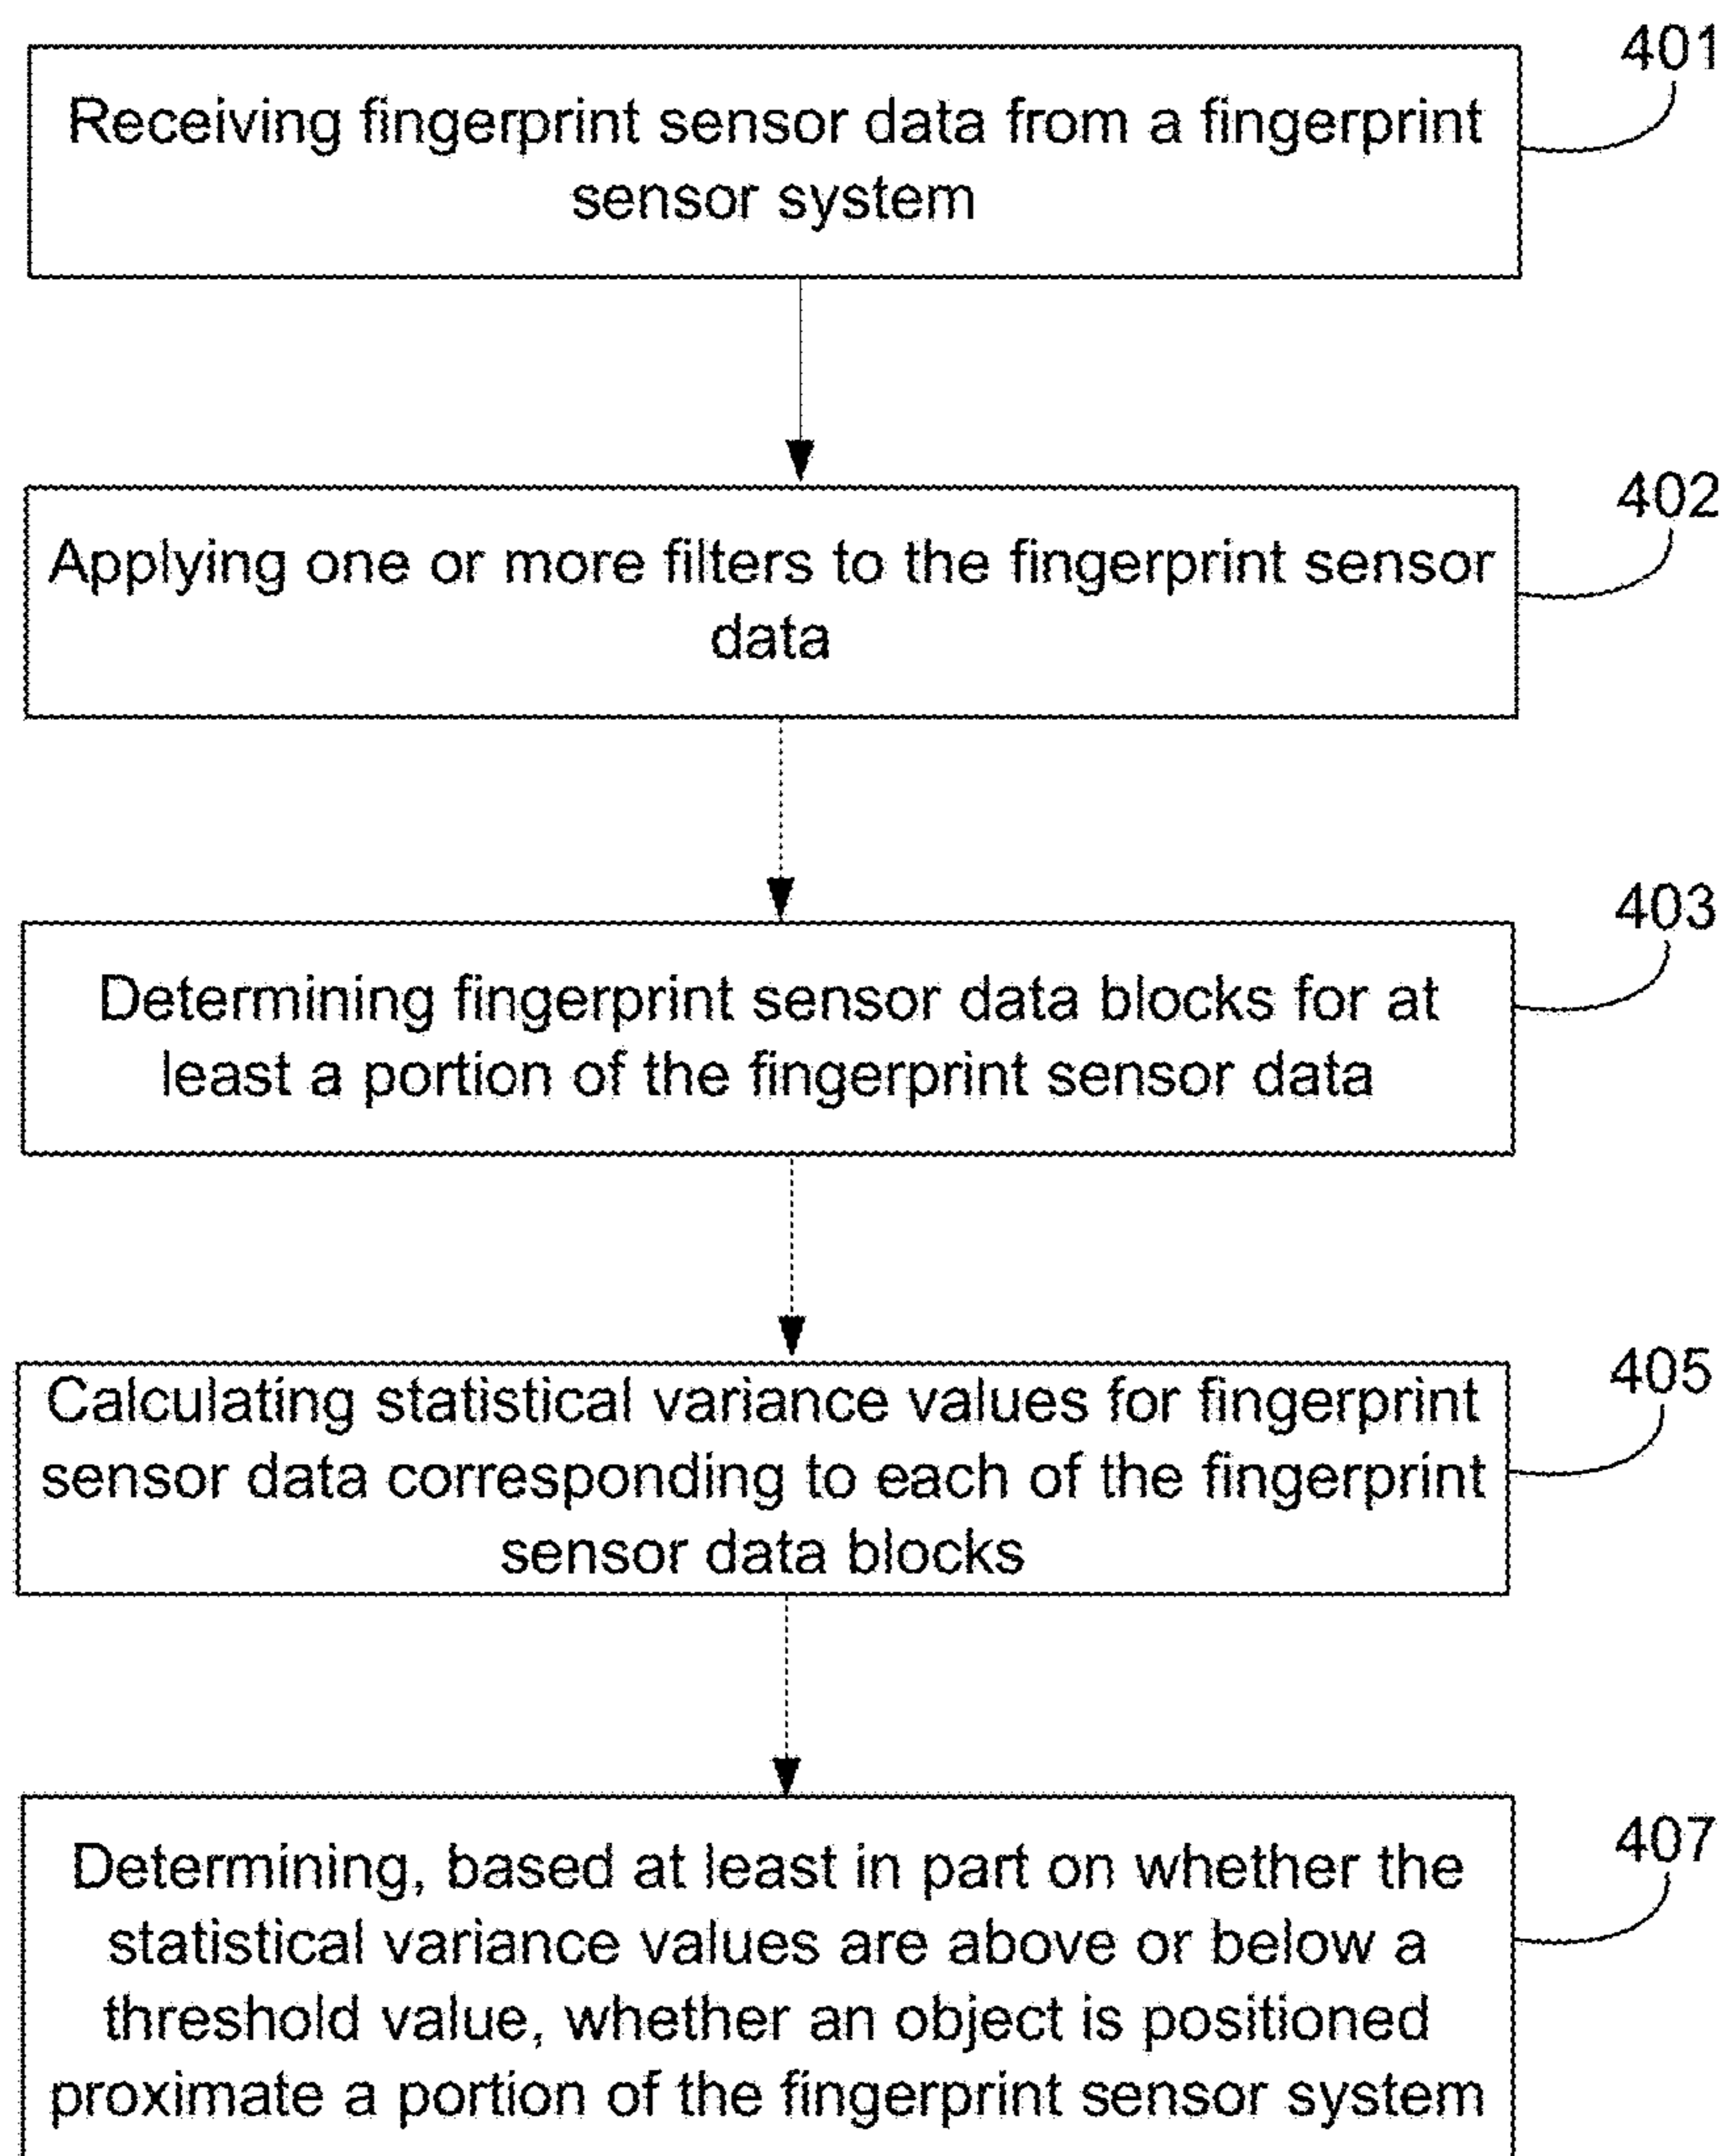 401
Receiving fingerprint sensor data from a fingerprint
sensor system
402
Applying one or more filters to the fingerprint sensor
data
403
Determining fingerprint sensor data blocks for at
least a portion of the fingerprint sensor data
405
Calculating statistical variance values for fingerprint
sensor data corresponding to each of the fingerprint
sensor data blocks
407
Determining, based at least in part on whether the
statistical variance values are above or below a
threshold value, whether an object is positioned
proximate a portion of the fingerprint sensor system